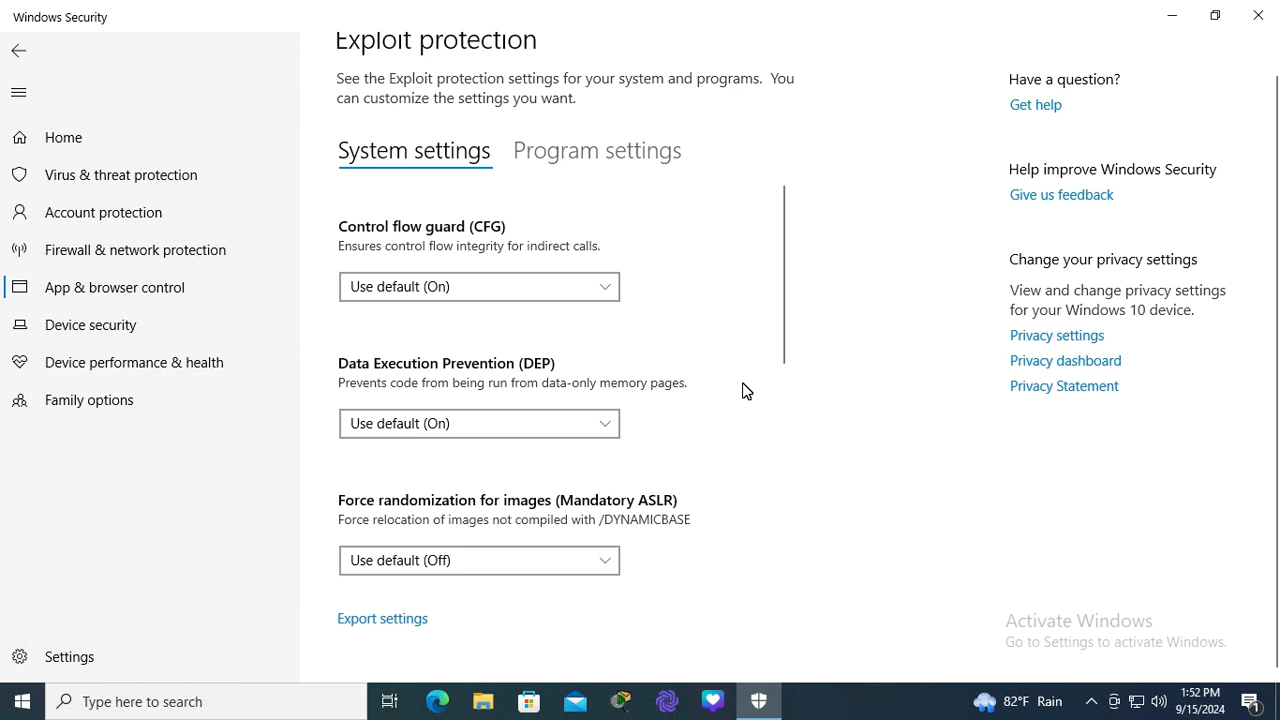 Windows Security
Home
Virus & threat protection
Account protection
Firewall & network protection
App & browser control
Device security
Device performance & health
Family options
Settings
Exploit protection
See the Exploit protection settings for your system and programs.  You
can customize the settings you want.
System settings
Program settings
Control flow guard (CFG)
Ensures control flow integrity for indirect calls.
Use default (On)
Data Execution Prevention (DEP)
Prevents code from being run from data-only memory pages.
Use default (On)
Force randomization for images (Mandatory ASLR)
Force relocation of images not compiled with /DYNAMICBASE
Use default (Off)
Export settings
Have a question?
Get help
Help improve Windows Security
Give us feedback
Change your privacy settings
View and change privacy settings
for your Windows 10 device.
Privacy settings
Privacy dashboard
Privacy Statement
Activate Windows
Go to Settings to activate Windows.
Type here to search
82°F Rain
1:52 PM
9/15/2024
1